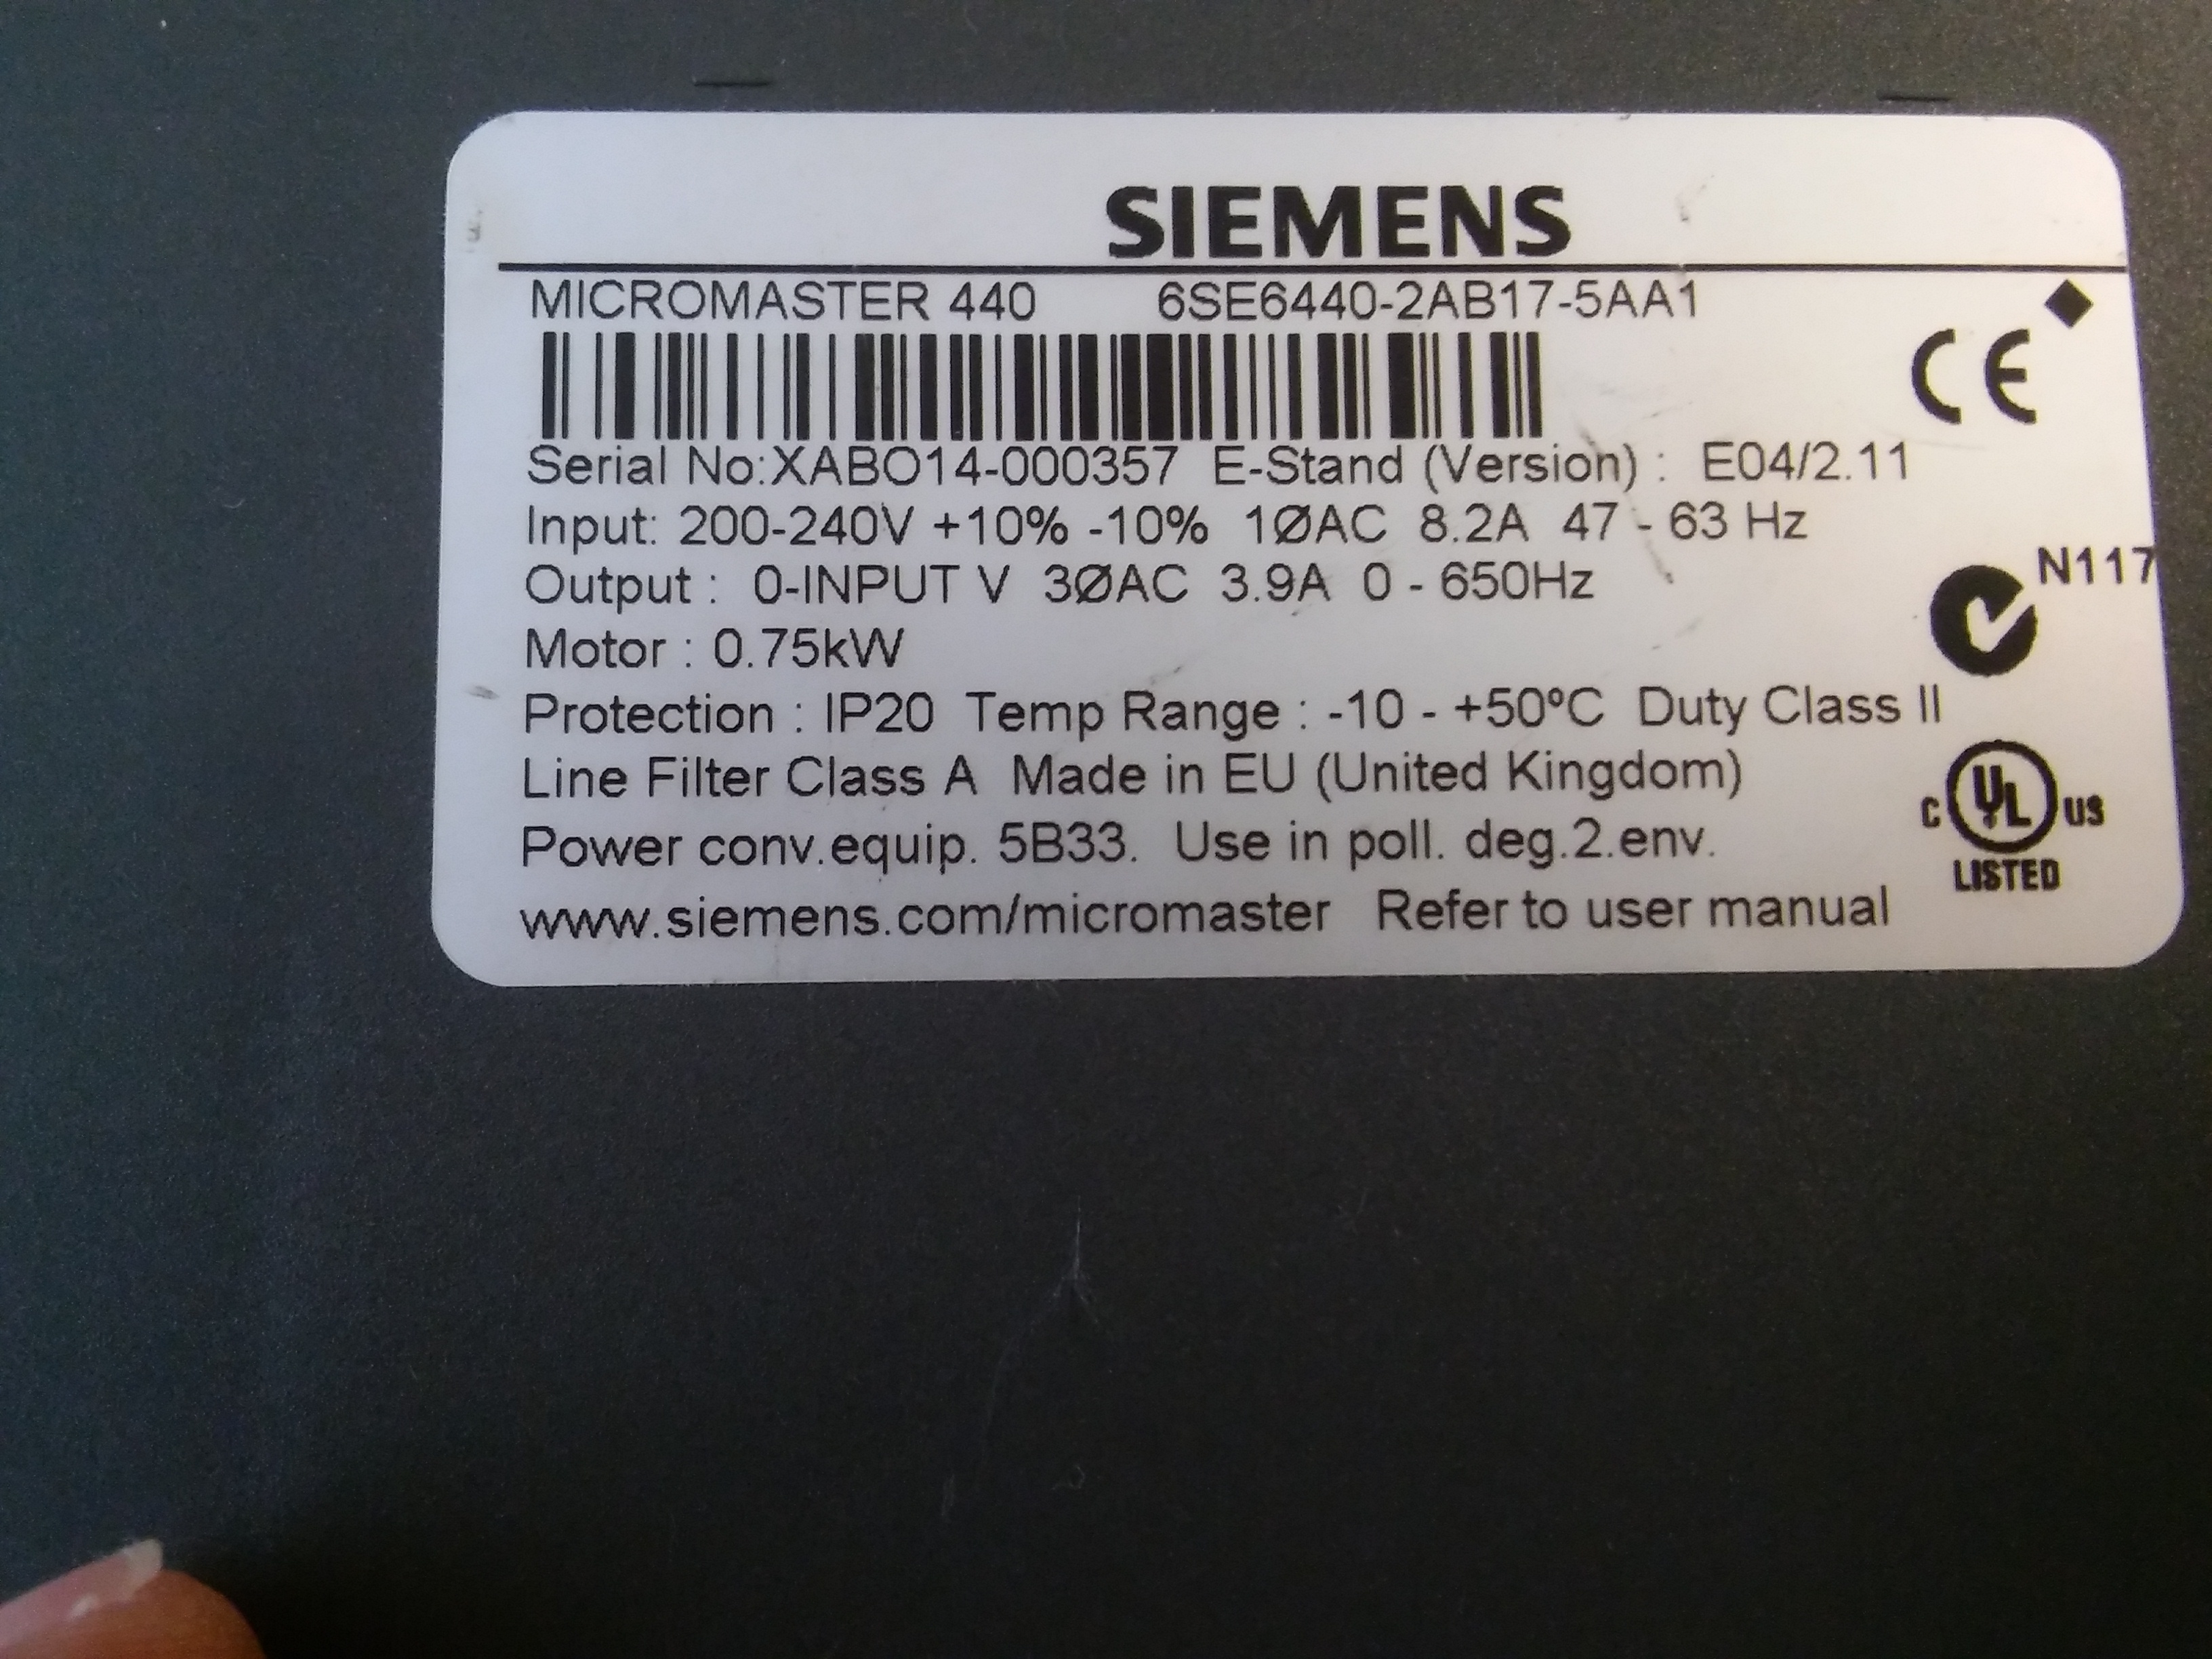 SIEMENS
MICROMASTER 440 6SE6440-2AB17-5AA1
CE
Serial No:XABO14-000357 E-Stand (Version) : E04/2.11
Input: 200-240V +10% -10% 1ØAC 8.2A 47 - 63 Hz
N117
Output : 0-INPUT V 3ØAC 3.9A 0 - 650Hz
Motor : 0.75kW
Protection : IP20 Temp Range : -10 - +50ºC Duty Class II
Line Filter Class A Made in EU (United Kingdom)
C UL US
LISTED
Power conv.equip. 5B33. Use in poll. deg.2.env.
www.siemens.com/micromaster Refer to user manual